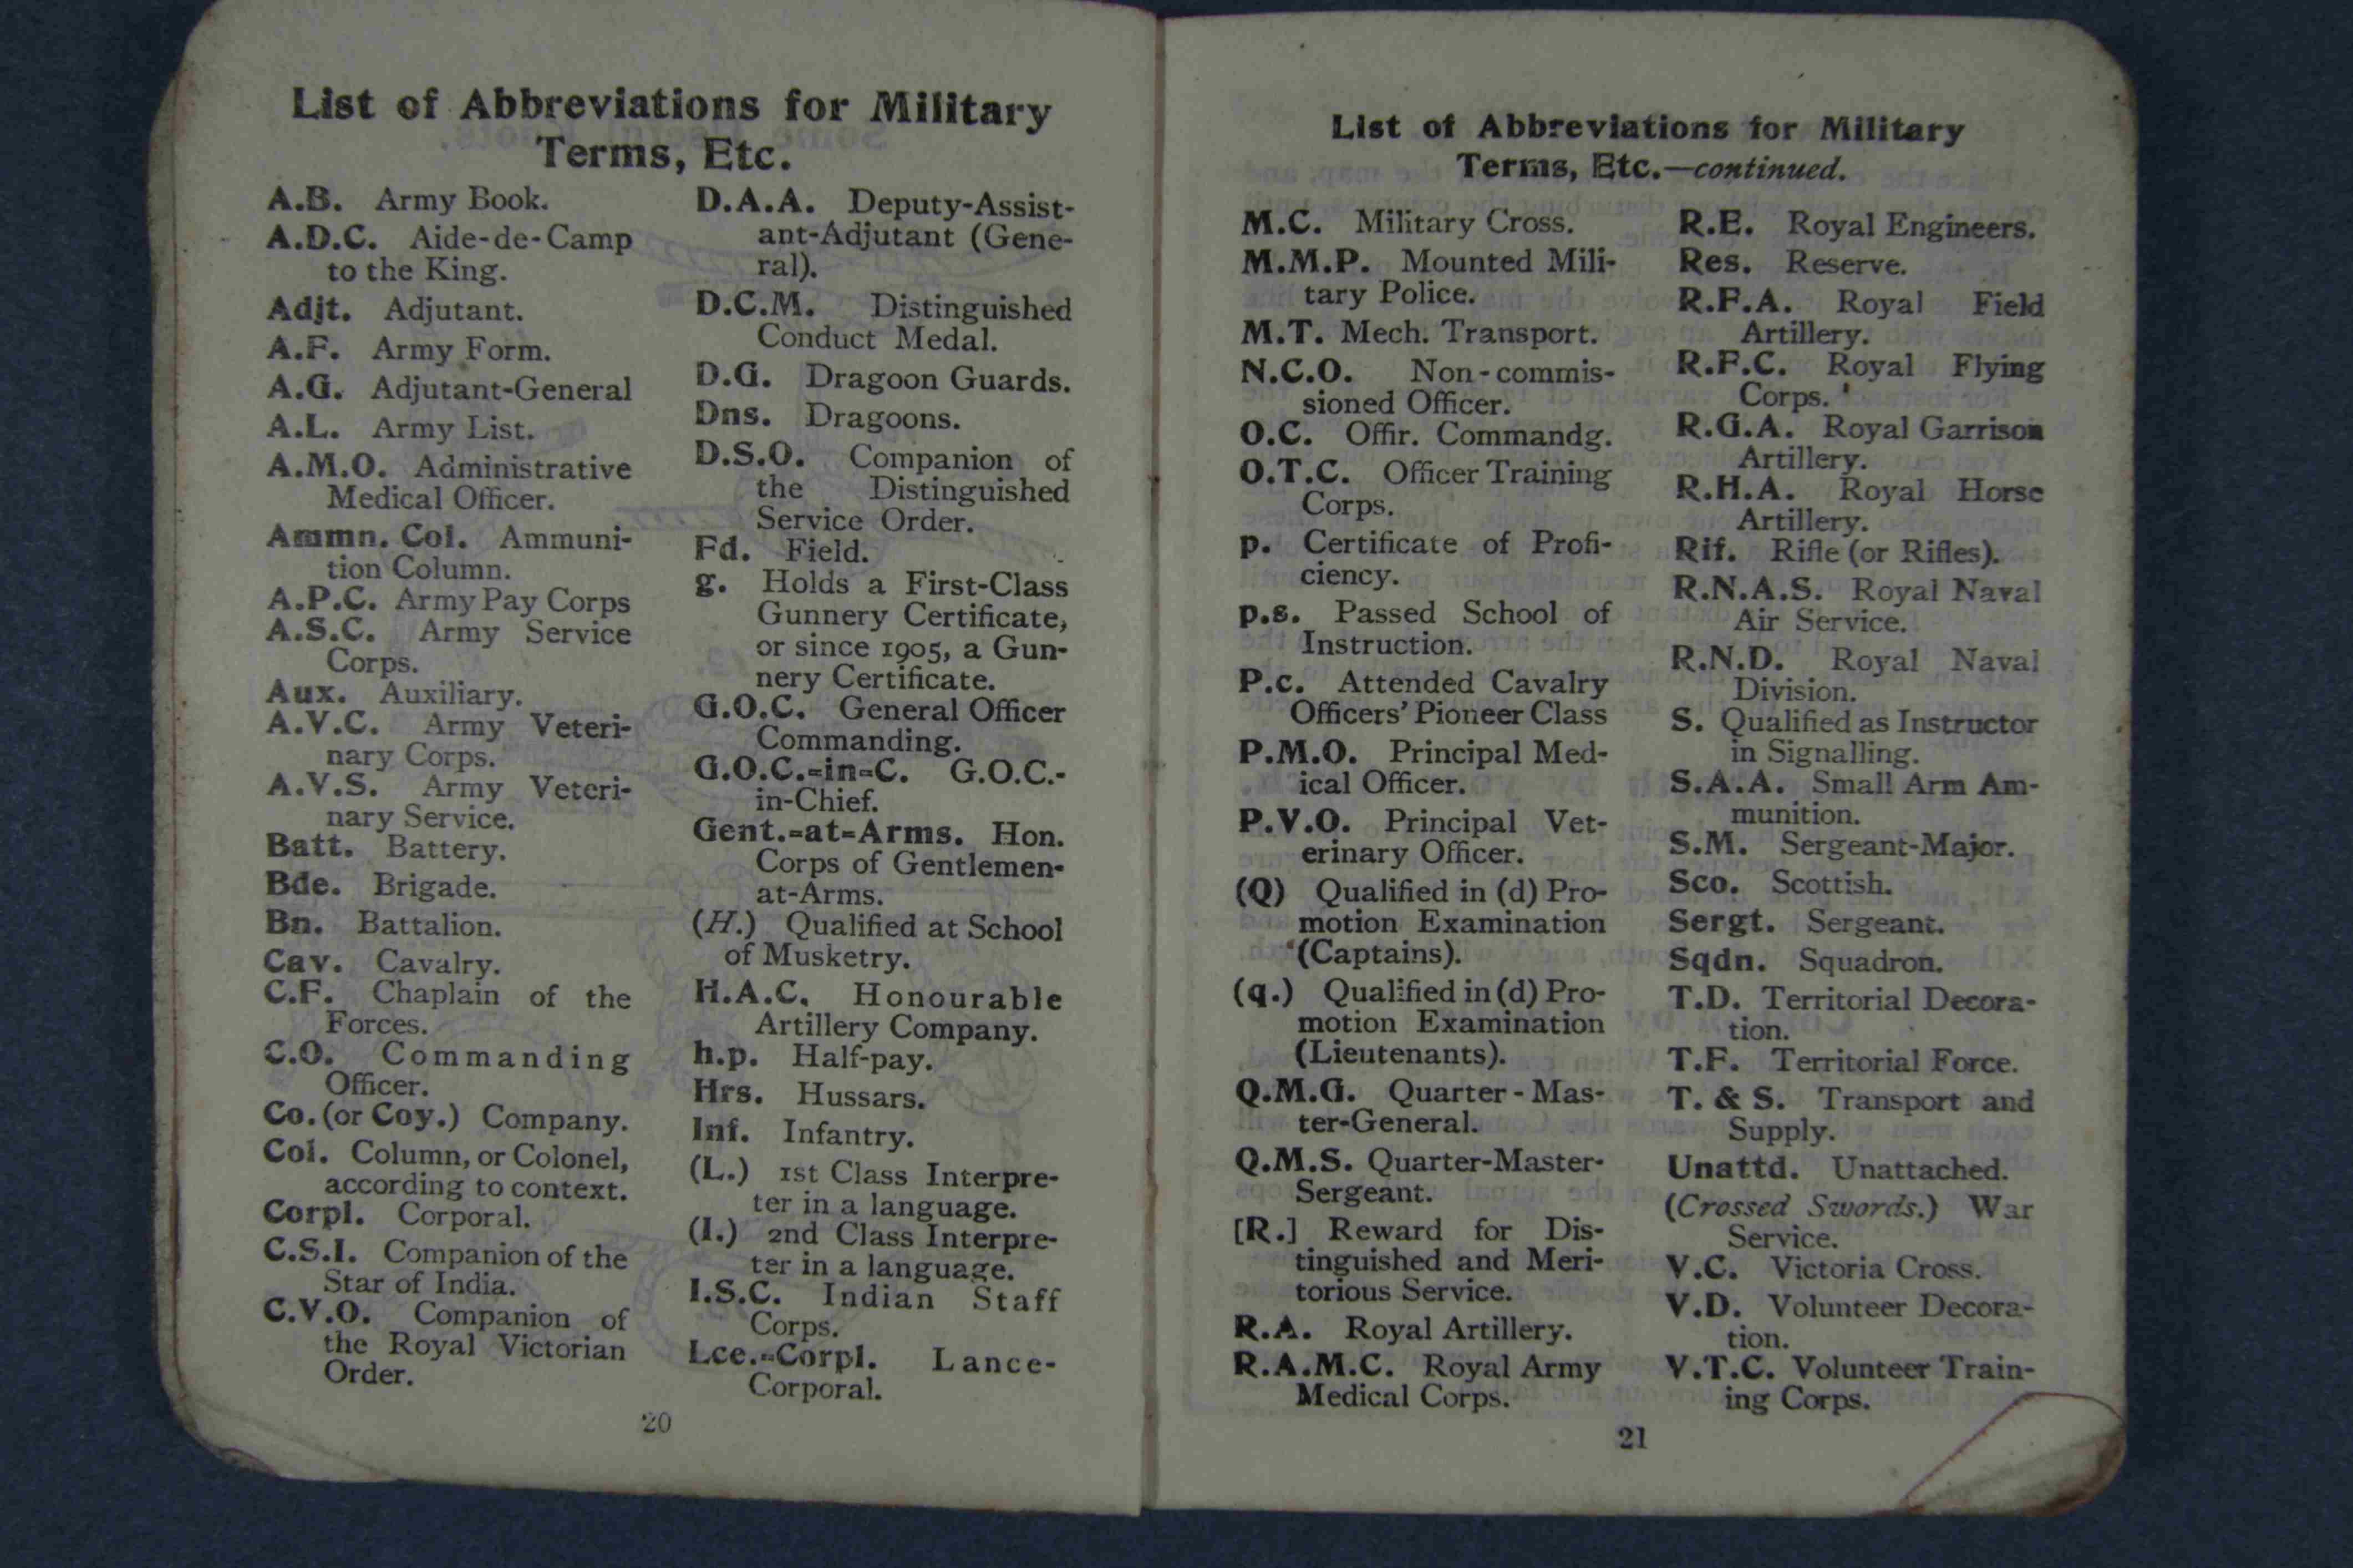 List of Abbreviations for Military
Terms, Etc.
A.B. Army Book.
A.D.C. Aide-de-Camp
to the King.
Adjt. Adjutant.
A.F. Army Form.
A.G. Adjutant-General
A.L. Army List.
A.M.O. Administrative
Medical Officer.
Ammn. Col. Ammuni-
tion Column.
A.P.C. Army Pay Corps
A.S.C. Army Service
Corps.
Aux. Auxiliary.
A.V.C. Army Veteri-
nary Corps.
A.V.S. Army Veteri-
nary Service.
Batt. Battery.
Bde. Brigade.
Bn. Battalion.
Cav. Cavalry.
C.F. Chaplain of the
Forces.
C.O. Commanding
Officer.
Co. (or Coy.) Company.
Col. Column, or Colonel,
according to context.
Corpl. Corporal.
C.S.I. Companion of the
Star of India.
C.V.O. Companion of
the Royal Victorian
Order.
D.A.A. Deputy-Assist-
ant-Adjutant (Gene-
ral).
D.C.M. Distinguished
Conduct Medal.
D.G. Dragoon Guards.
Dns. Dragoons.
D.S.O. Companion of
the Distinguished
Service Order.
Fd. Field.
g. Holds a First-Class
Gunnery Certificate,
or since 1905, a Gun-
nery Certificate.
G.O.C. General Officer
Commanding.
G.O.C.-in-C. G.O.C.-
in-Chief.
Gent.-at-Arms. Hon.
Corps of Gentlemen-
at-Arms.
(H.) Qualified at School
of Musketry.
H.A.C. Honourable
Artillery Company.
h.p. Half-pay.
Hrs. Hussars.
Inf. Infantry.
(L.) 1st Class Interpre-
ter in a language.
(l.) 2nd Class Interpre-
ter in a language.
I.S.C. Indian Staff
Corps.
Lce.-Corpl. Lance-
Corporal.
20
List of Abbreviations for Military
Terms, Etc.—continued.
M.C. Military Cross.
M.M.P. Mounted Mili-
tary Police.
M.T. Mech. Transport.
N.C.O. Non-commis-
sioned Officer.
O.C. Offir. Commandg.
O.T.C. Officer Training
Corps.
p. Certificate of Profi-
ciency.
p.s. Passed School of
Instruction.
P.c. Attended Cavalry
Officers' Pioneer Class
P.M.O. Principal Med-
ical Officer.
P.V.O. Principal Vet-
erinary Officer.
(Q) Qualified in (d) Pro-
motion Examination
(Captains).
(q.) Qualified in (d) Pro-
motion Examination
(Lieutenants).
Q.M.G. Quarter-Mas-
ter-General.
Q.M.S. Quarter-Master-
Sergeant.
[R.] Reward for Dis-
tinguished and Meri-
torious Service.
R.A. Royal Artillery.
R.A.M.C. Royal Army
Medical Corps.
R.E. Royal Engineers.
Res. Reserve.
R.F.A. Royal Field
Artillery.
R.F.C. Royal Flying
Corps.
R.G.A. Royal Garrison
Artillery.
R.H.A. Royal Horse
Artillery.
Rif. Rifle (or Rifles).
R.N.A.S. Royal Naval
Air Service.
R.N.D. Royal Naval
Division.
S. Qualified as Instructor
in Signalling.
S.A.A. Small Arm Am-
munition.
S.M. Sergeant-Major.
Sco. Scottish.
Sergt. Sergeant.
Sqdn. Squadron.
T.D. Territorial Decora-
tion.
T.F. Territorial Force.
T. & S. Transport and
Supply.
Unattd. Unattached.
(Crossed Swords.) War
Service.
V.C. Victoria Cross.
V.D. Volunteer Decora-
tion.
V.T.C. Volunteer Train-
ing Corps.
21